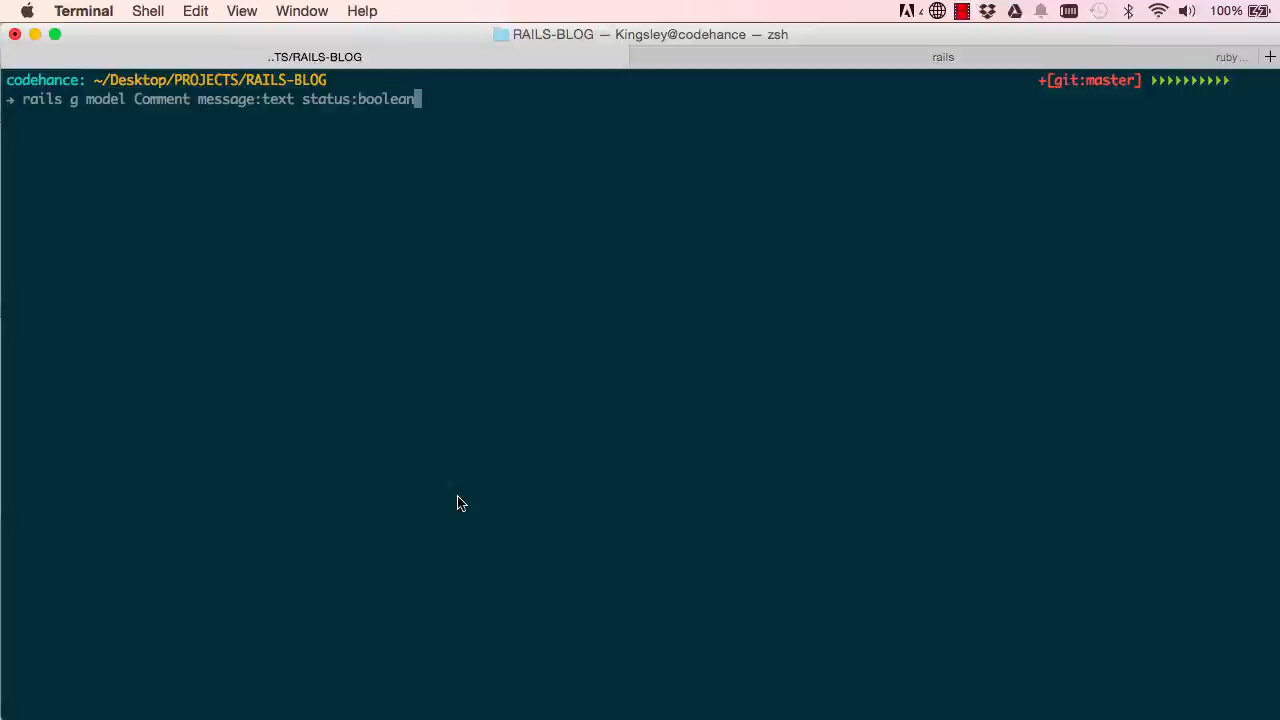 Terminal Shell Edit View Window Help 4 100%
RAILS-BLOG — Kingsley@codehance — zsh
..TS/RAILS-BLOG rails ruby... +
codehance: ~/Desktop/PROJECTS/RAILS-BLOG +[git:master]
→ rails g model Comment message:text status:boolean